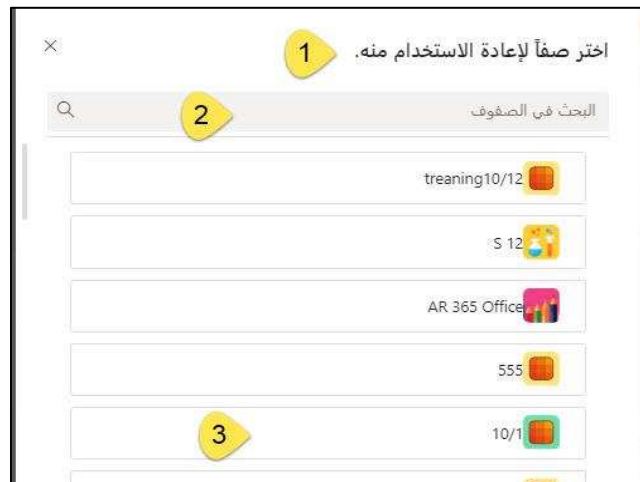 اختر صفاً لإعادة الاستخدام منه.
1
البحث في الصفوف
2
treaning10/12
S 12
AR 365 Office
555
10/1
3